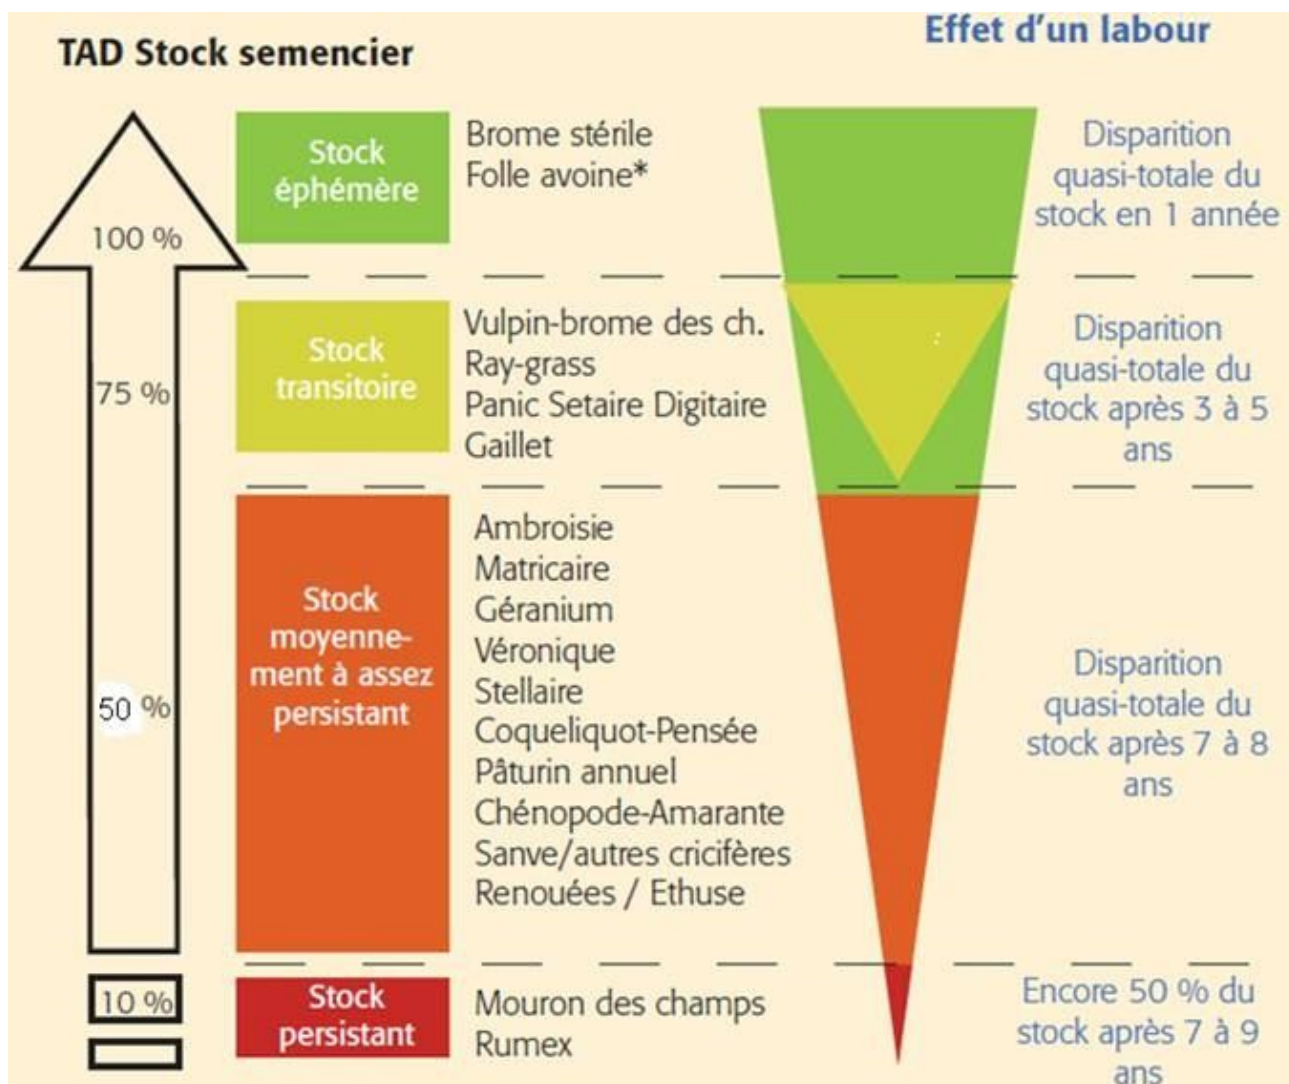 TAD Stock semencier
Effet d'un labour
100 %
Stock
éphémère
Brome stérile
Folle avoine*
Disparition
quasi-totale du
stock en 1 année
75 %
Stock
transitoire
Vulpin-brome des ch.
Ray-grass
Panic Setaire Digitaire
Gaillet
Disparition
quasi-totale du
stock après 3 à 5
ans
50 %
Stock
moyenne-
ment à assez
persistant
Ambroisie
Matricaire
Géranium
Véronique
Stellaire
Coqueliquot-Pensée
Pâturin annuel
Chénopode-Amarante
Sanve/autres cricifères
Renouées / Ethuse
Disparition
quasi-totale du
stock après 7 à 8
ans
10 %
Stock
persistant
Mouron des champs
Rumex
Encore 50 % du
stock après 7 à 9
ans